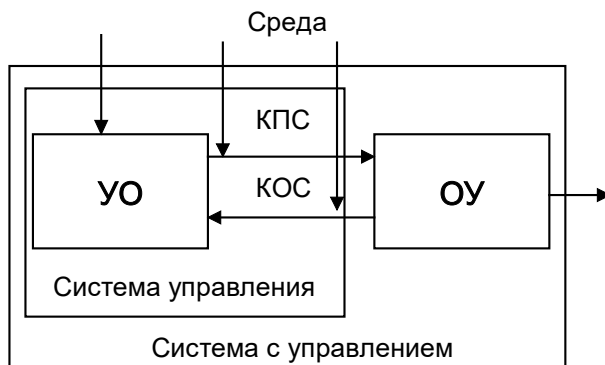 Среда
КПС
УО
КОС
ОУ
Система управления
Система с управлением